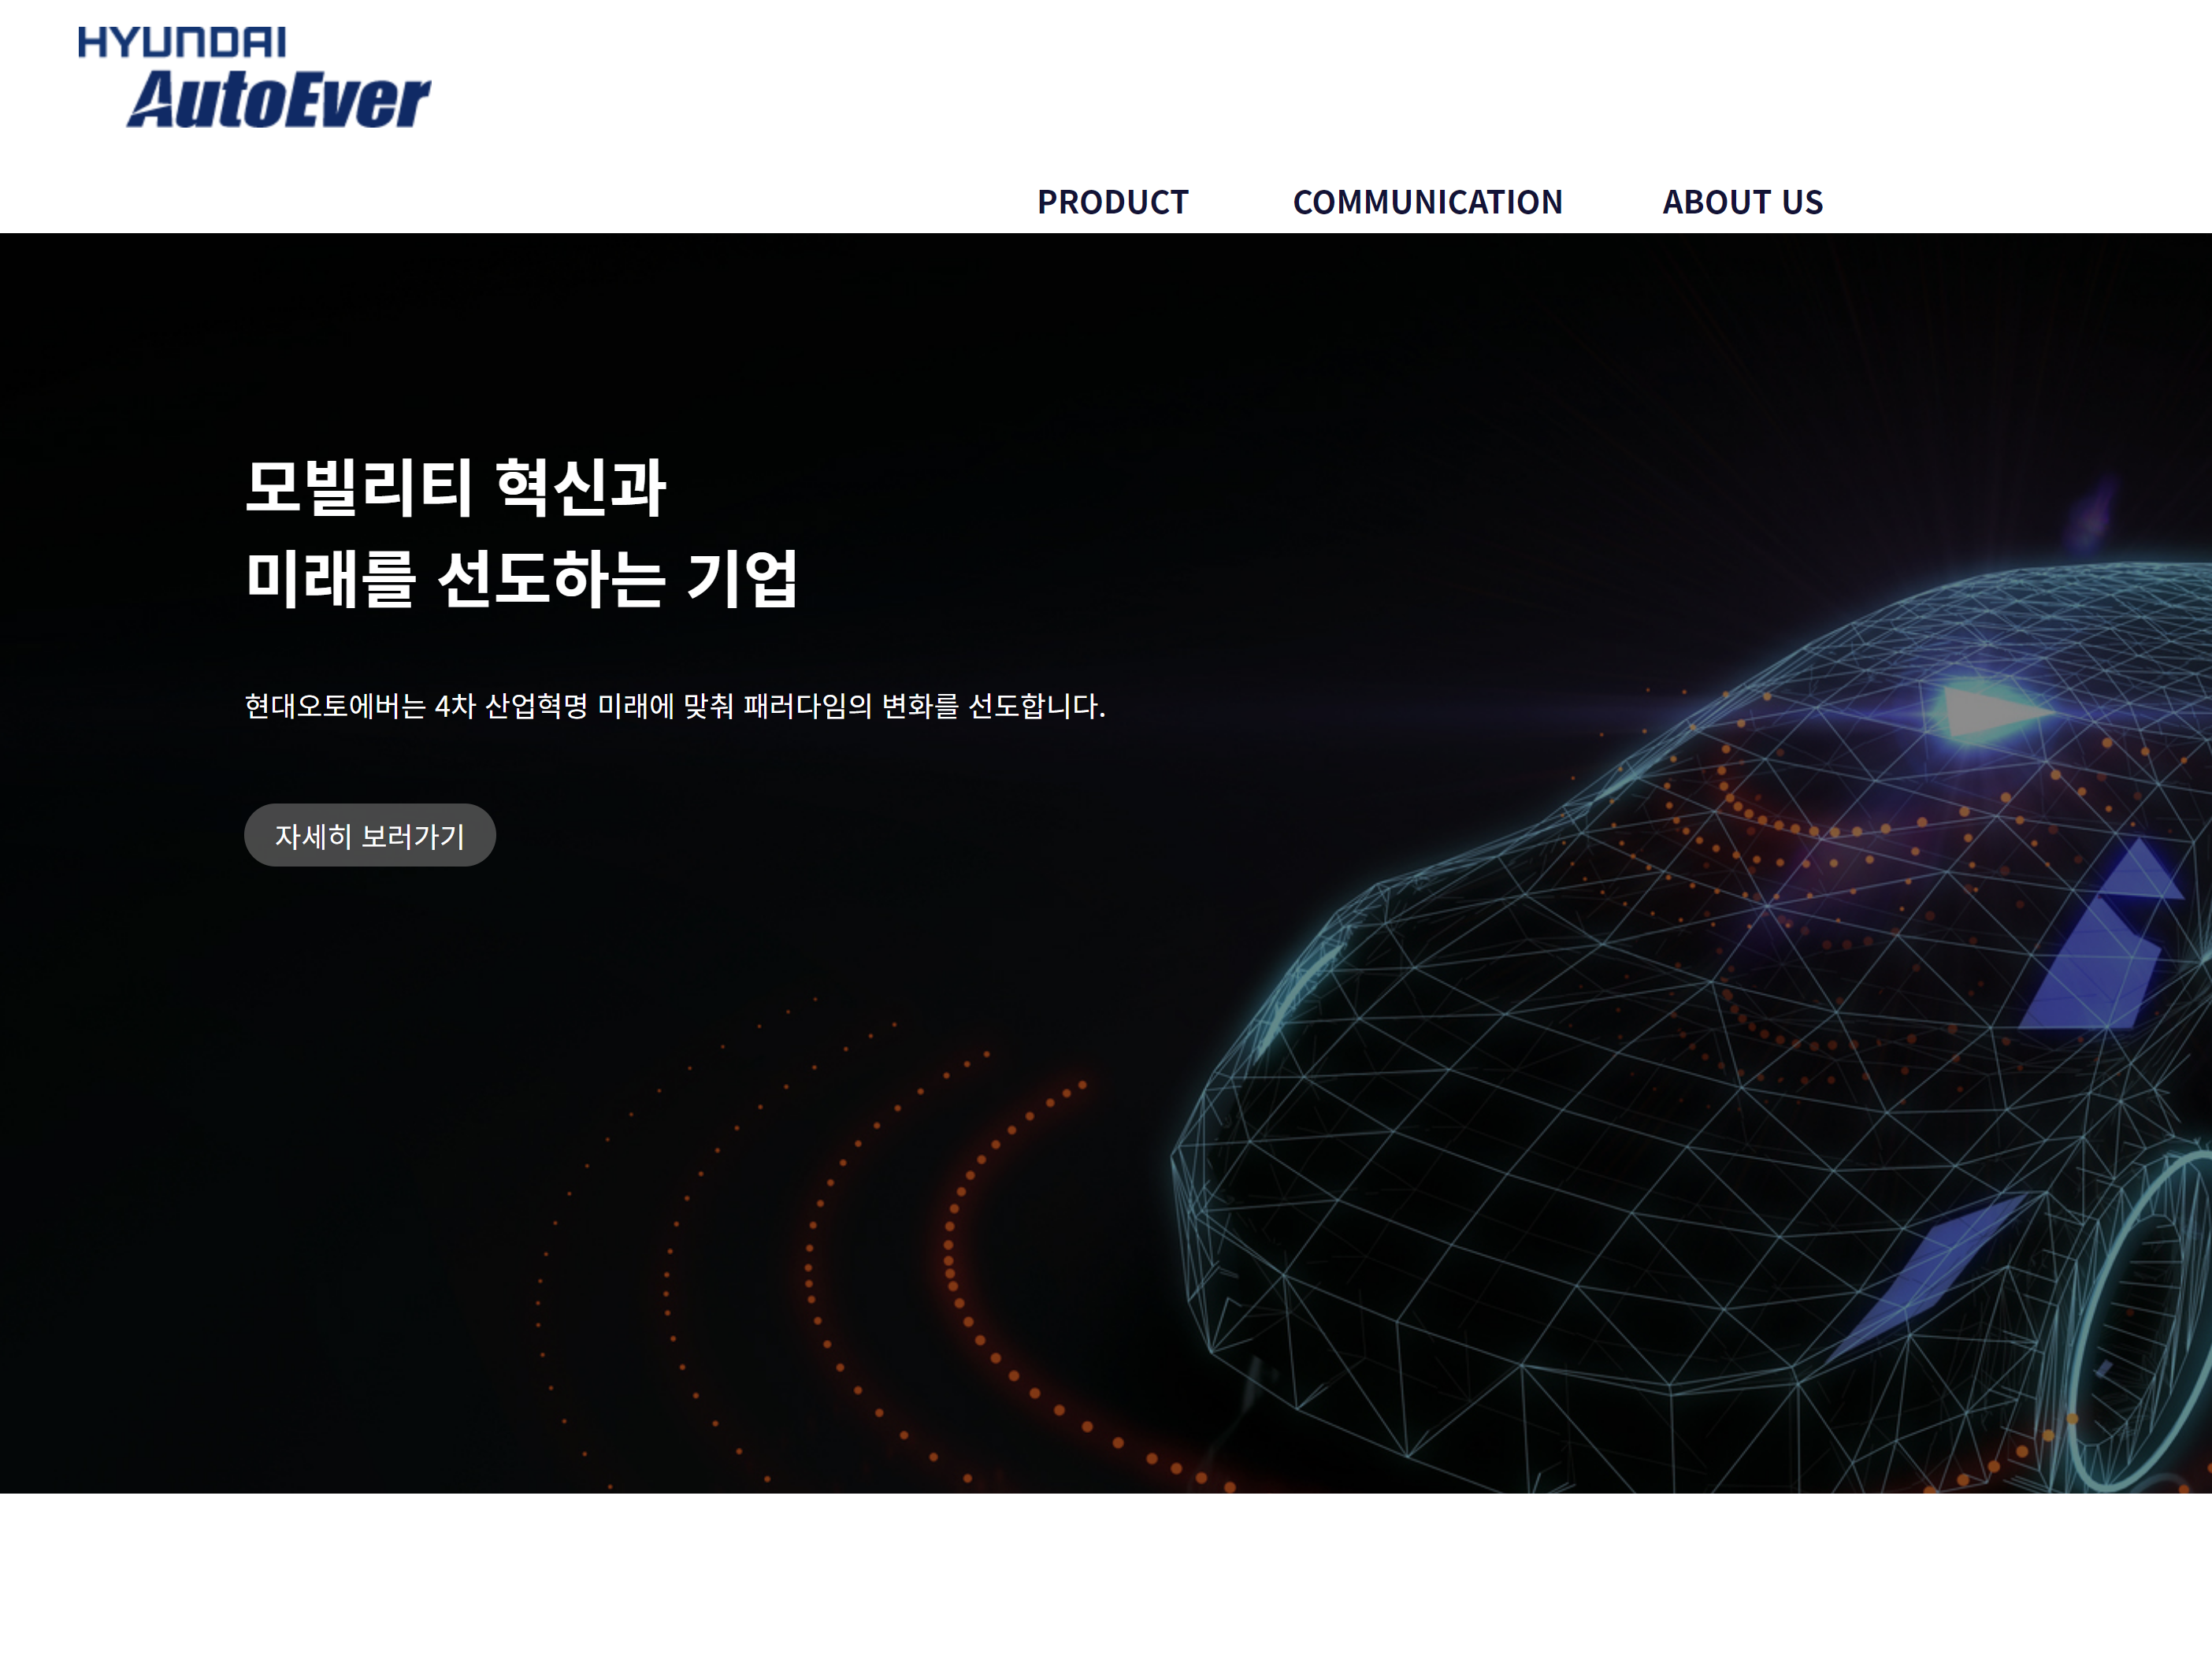 HYUNDAI
AutoEver
PRODUCT COMMUNICATION ABOUT US
모빌리티 혁신과
미래를 선도하는 기업
현대오토에버는 4차 산업혁명 미래에 맞춰 패러다임의 변화를 선도합니다.
자세히 보러가기